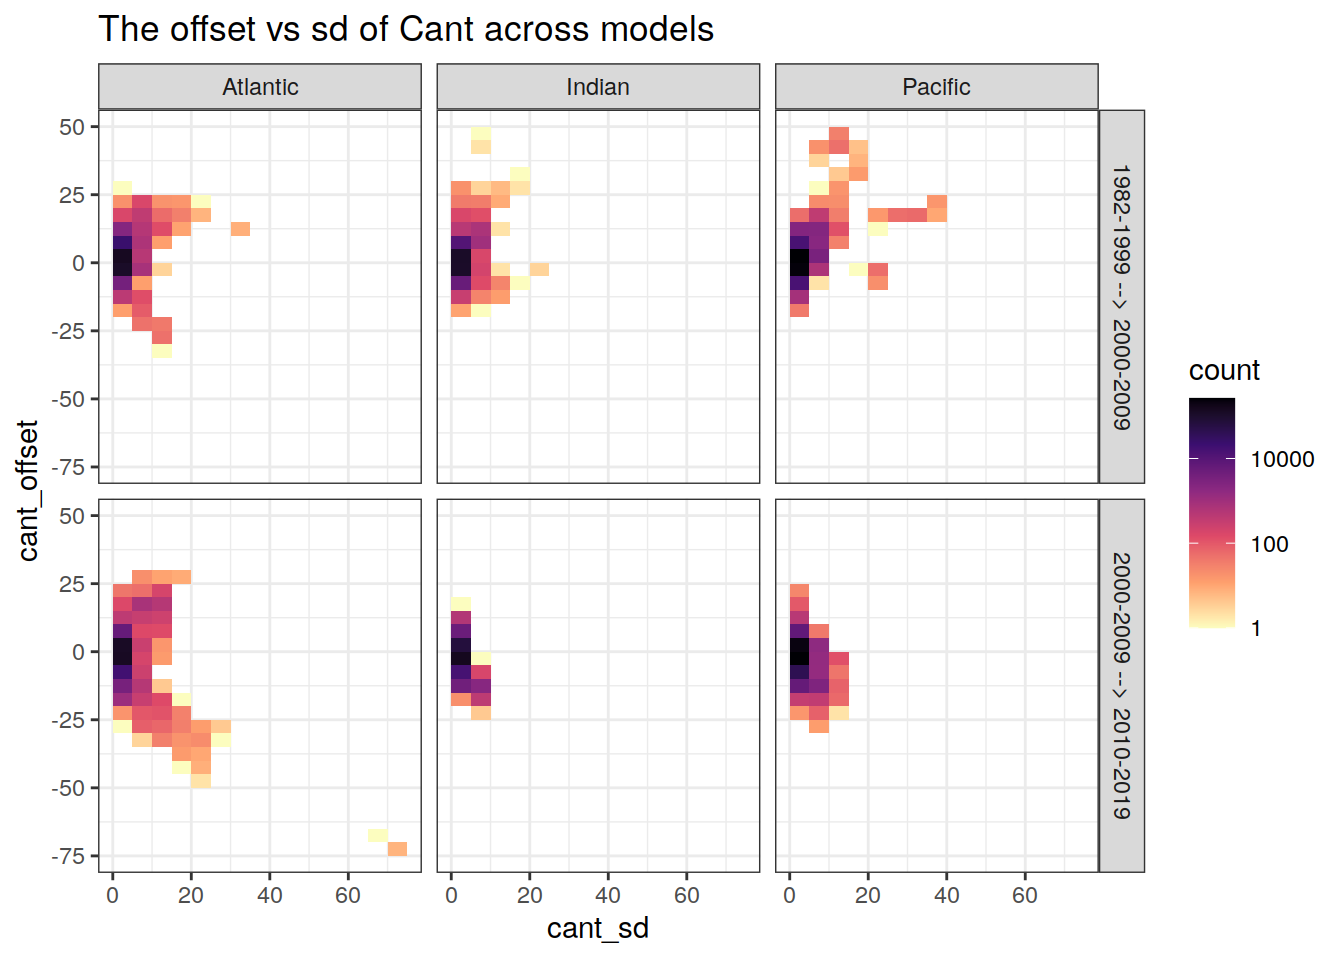 The offset vs sd of Cant across models
Atlantic
Indian
Pacific
50
25
0
-25
-50
-75
1982-1999 --> 2000-2009
50
25
0
-25
-50
-75
2000-2009 --> 2010-2019
cant_offset
0 20 40 60
0 20 40 60
0 20 40 60
cant_sd
count
10000
100
1